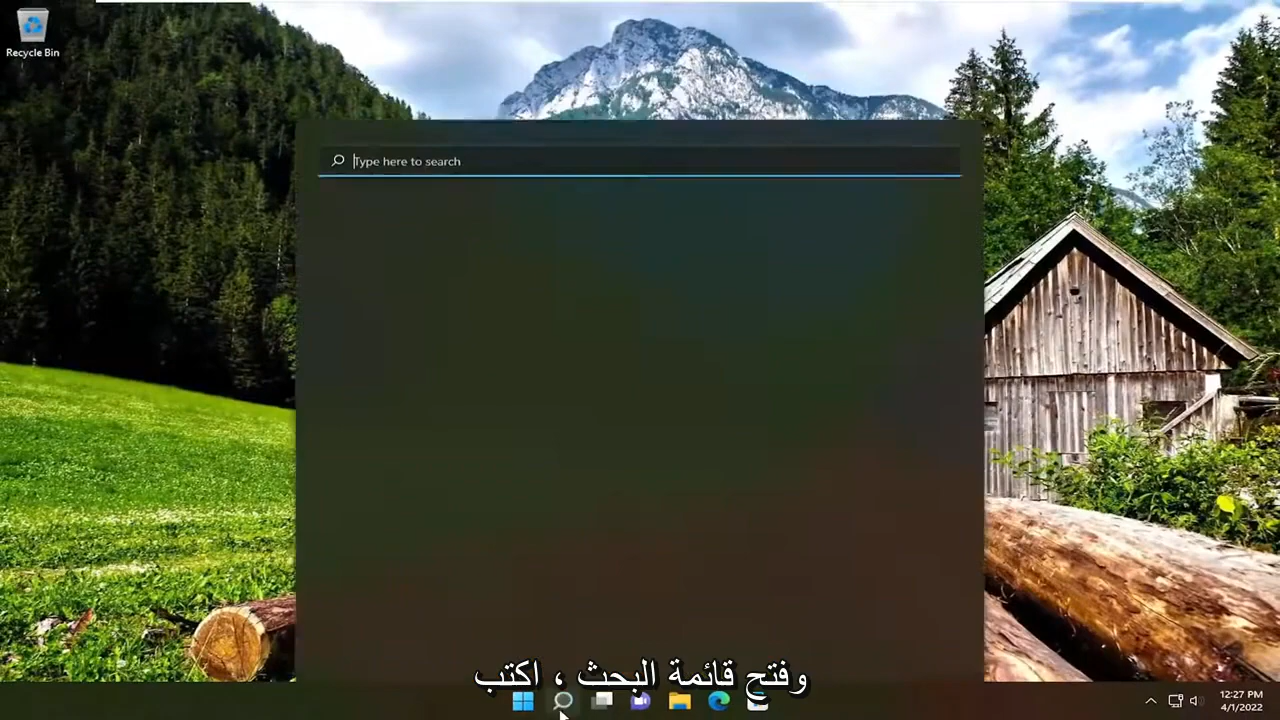 Recycle Bin
Type here to search
وفتح قائمة البحث ، اكتب
12:27 PM
4/1/2022